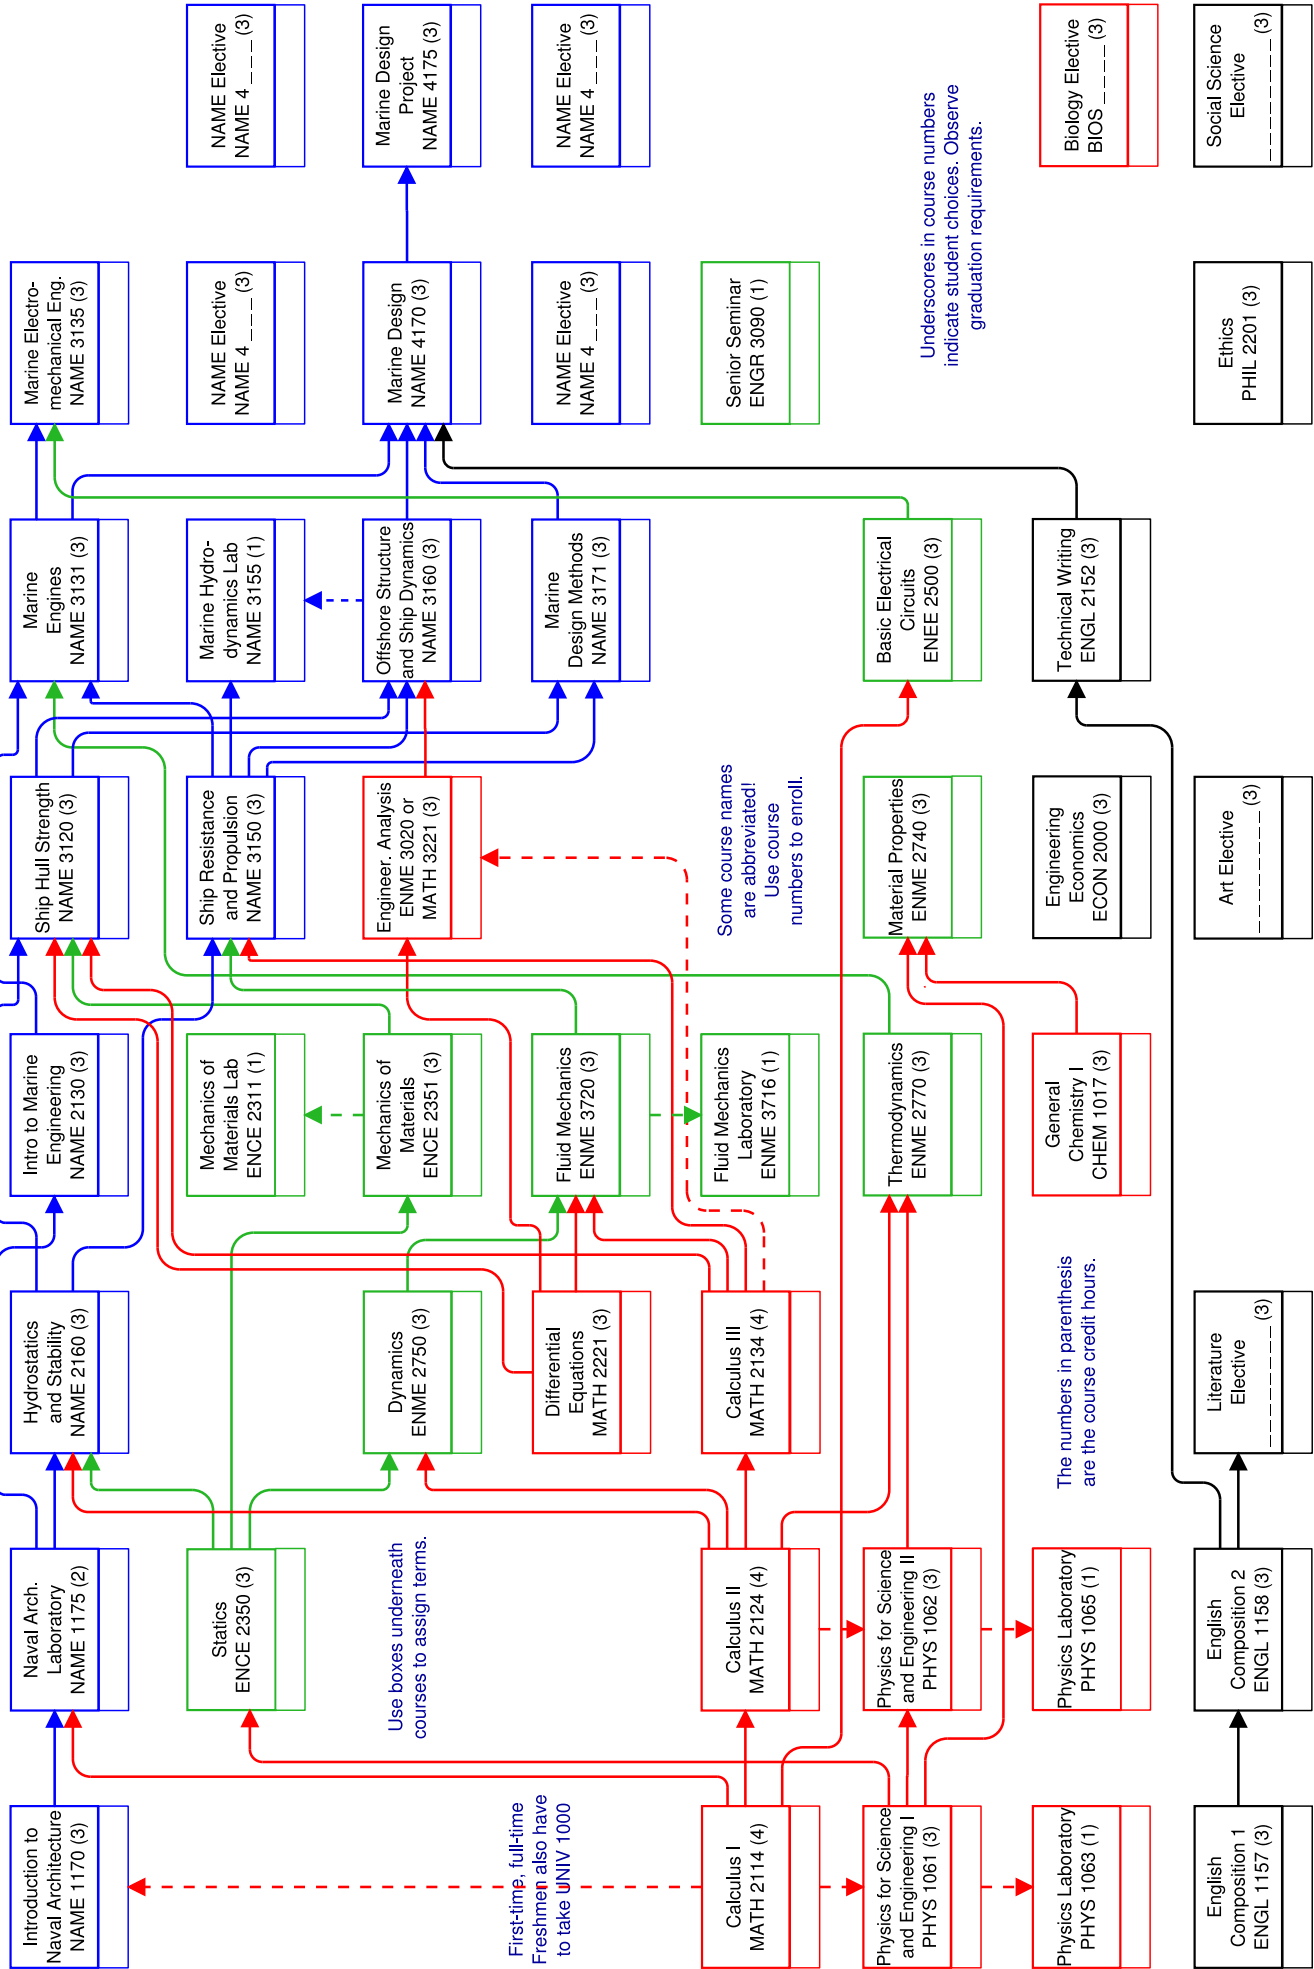 Introduction to
Naval Architecture
NAME 1170 (3)
Naval Arch.
Laboratory
NAME 1175 (2)
Hydrostatics
and Stability
NAME 2160 (3)
Intro to Marine
Engineering
NAME 2130 (3)
Ship Hull Strength
NAME 3120 (3)
Marine
Engines
NAME 3131 (3)
Marine Electro-
mechanical Eng.
NAME 3135 (3)
Statics
ENCE 2350 (3)
Mechanics of
Materials Lab
ENCE 2311 (1)
Ship Resistance
and Propulsion
NAME 3150 (3)
Marine Hydro-
dynamics Lab
NAME 3155 (1)
NAME Elective
NAME 4 _ _ _ (3)
NAME Elective
NAME 4 _ _ _ (3)
Use boxes underneath
courses to assign terms.
Dynamics
ENME 2750 (3)
Mechanics of
Materials
ENCE 2351 (3)
Engineer. Analysis
ENME 3020 or
MATH 3221 (3)
Offshore Structure
and Ship Dynamics
NAME 3160 (3)
Marine Design
NAME 4170 (3)
Marine Design
Project
NAME 4175 (3)
First-time, full-time
Freshmen also have
to take UNIV 1000
Differential
Equations
MATH 2221 (3)
Fluid Mechanics
ENME 3720 (3)
Marine
Design Methods
NAME 3171 (3)
NAME Elective
NAME 4 _ _ _ (3)
NAME Elective
NAME 4 _ _ _ (3)
Calculus I
MATH 2114 (4)
Calculus II
MATH 2124 (4)
Calculus III
MATH 2134 (4)
Fluid Mechanics
Laboratory
ENME 3716 (1)
Some course names
are abbreviated!
Use course
numbers to enroll.
Senior Seminar
ENGR 3090 (1)
Physics for Science
and Engineering I
PHYS 1061 (3)
Physics for Science
and Engineering II
PHYS 1062 (3)
Thermodynamics
ENME 2770 (3)
Material Properties
ENME 2740 (3)
Basic Electrical
Circuits
ENEE 2500 (3)
Underscores in course numbers
indicate student choices. Observe
graduation requirements.
Physics Laboratory
PHYS 1063 (1)
Physics Laboratory
PHYS 1065 (1)
The numbers in parenthesis
are the course credit hours.
General
Chemistry I
CHEM 1017 (3)
Engineering
Economics
ECON 2000 (3)
Technical Writing
ENGL 2152 (3)
Biology Elective
BIOS _ _ _ _ (3)
English
Composition 1
ENGL 1157 (3)
English
Composition 2
ENGL 1158 (3)
Literature
Elective
_ _ _ _ _ _ _ _ (3)
Art Elective
_ _ _ _ _ _ _ _ (3)
Ethics
PHIL 2201 (3)
Social Science
Elective
_ _ _ _ _ _ _ _ (3)